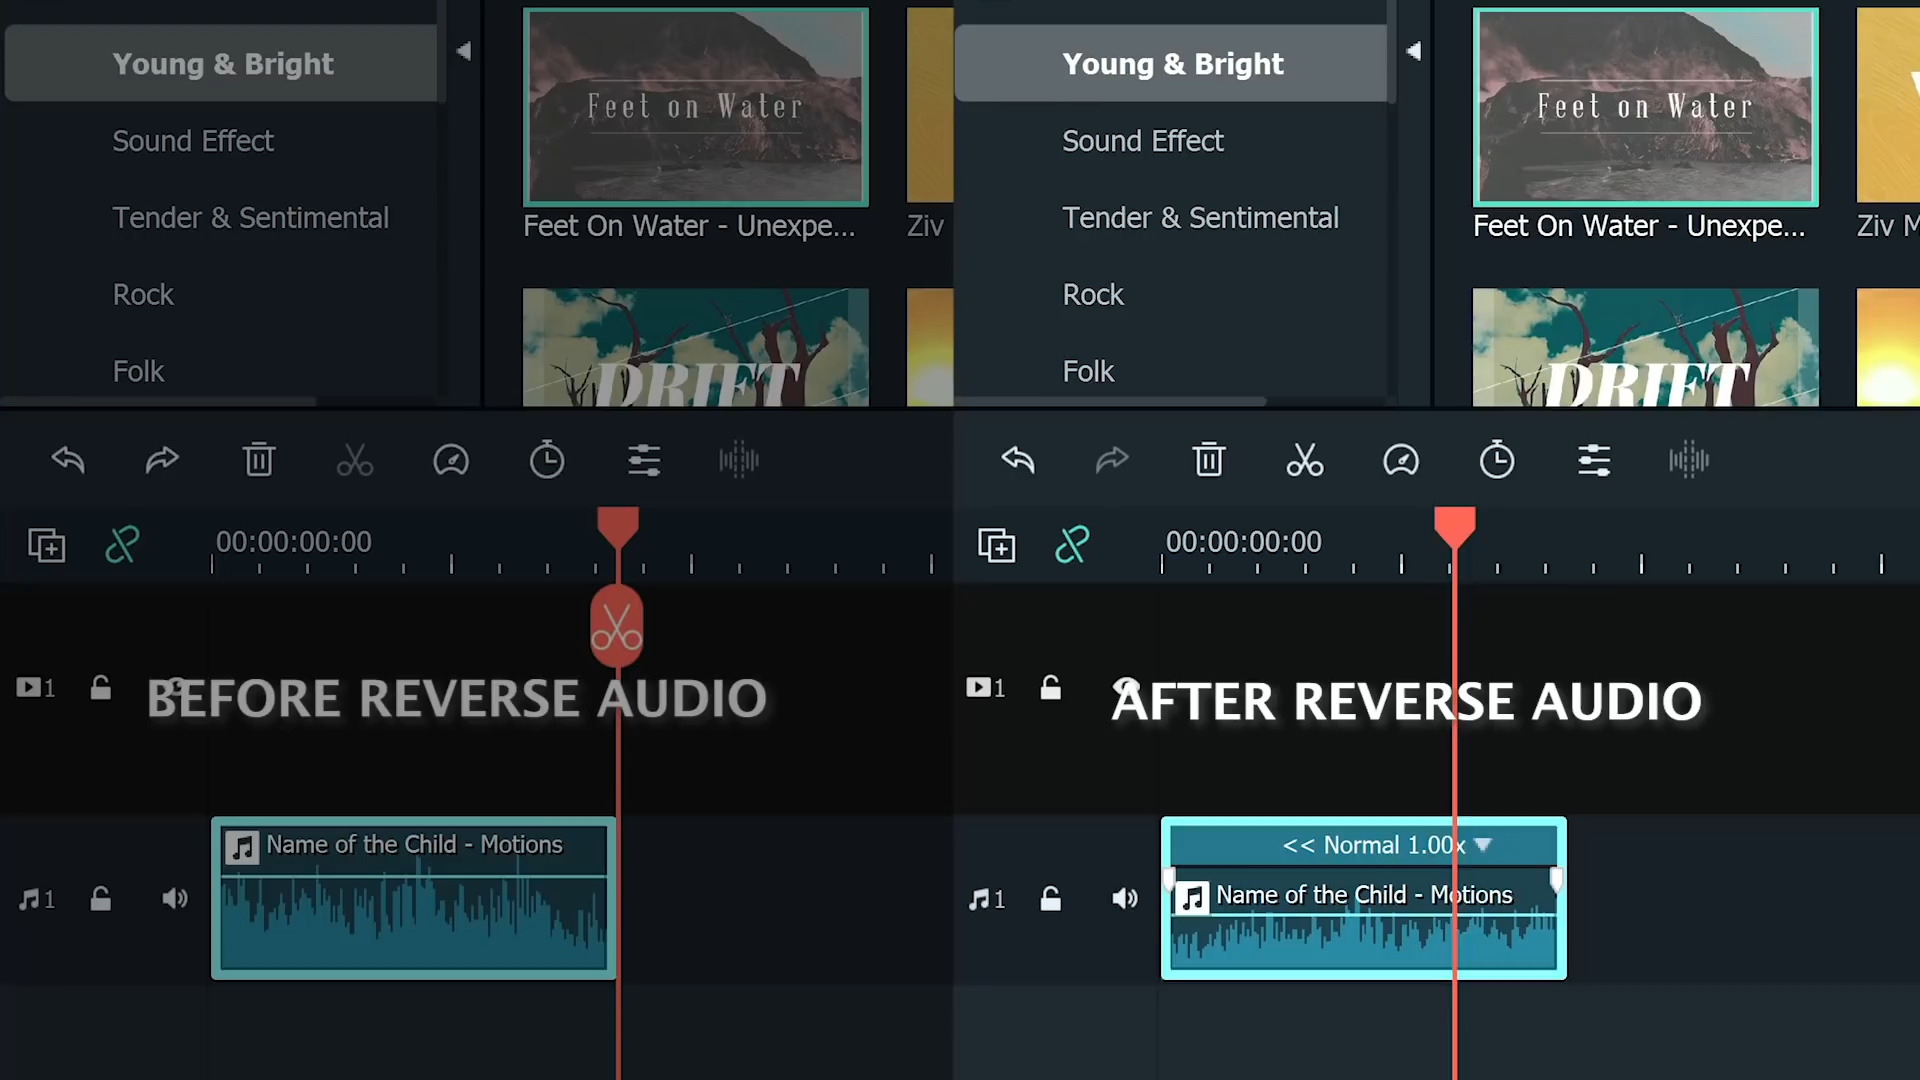 Young & Bright
Sound Effect
Tender & Sentimental
Rock
Folk
Feet on Water
Feet On Water - Unexpe...
Ziv
DRIFT
00:00:00:00
1
BEFORE REVERSE AUDIO
1
Name of the Child - Motions
Young & Bright
Sound Effect
Tender & Sentimental
Rock
Folk
Feet on Water
Feet On Water - Unexpe...
Ziv M
DRIFT
00:00:00:00
1
AFTER REVERSE AUDIO
1
<< Normal 1.00x
Name of the Child - Motions